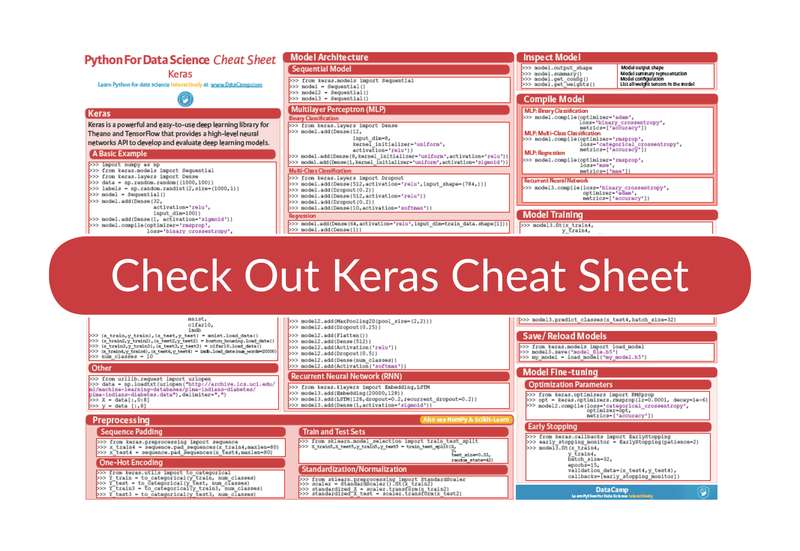 Python For Data Science Cheat Sheet
Keras
Learn Python for data science Interactively at www.DataCamp.com
Keras
Keras is a powerful and easy-to-use deep learning library for
Theano and TensorFlow that provides a high-level neural
networks API to develop and evaluate deep learning models.
A Basic Example
>>> import numpy as np
>>> from keras.models import Sequential
>>> from keras.layers import Dense
>>> data = np.random.random((1000,100))
>>> labels = np.random.randint(2,size=(1000,1))
>>> model = Sequential()
>>> model.add(Dense(32,
activation='relu',
input_dim=100))
>>> model.add(Dense(1, activation='sigmoid'))
>>> model.compile(optimizer='rmsprop',
loss='binary_crossentropy',
Model Architecture
Sequential Model
>>> from keras.models import Sequential
>>> model = Sequential()
>>> model2 = Sequential()
>>> model3 = Sequential()
Multilayer Perceptron (MLP)
Binary Classification
>>> from keras.layers import Dense
>>> model.add(Dense(12,
input_dim=8,
kernel_initializer='uniform',
activation='relu'))
>>> model.add(Dense(8,kernel_initializer='uniform',activation='relu'))
>>> model.add(Dense(1,kernel_initializer='uniform',activation='sigmoid'))
Multi-Class Classification
>>> from keras.layers import Dropout
>>> model.add(Dense(512,activation='relu',input_shape=(784,)))
>>> model.add(Dropout(0.2))
>>> model.add(Dense(512,activation='relu'))
>>> model.add(Dropout(0.2))
>>> model.add(Dense(10,activation='softmax'))
Regression
>>> model.add(Dense(64,activation='relu',input_dim=train_data.shape[1]))
>>> model.add(Dense(1))
Inspect Model
>>> model.output_shape Model output shape
>>> model.summary() Model summary representation
>>> model.get_config() Model configuration
>>> model.get_weights() List all weight tensors in the model
Compile Model
MLP: Binary Classification
>>> model.compile(optimizer='adam',
loss='binary_crossentropy',
metrics=['accuracy'])
MLP: Multi-Class Classification
>>> model.compile(optimizer='rmsprop',
loss='categorical_crossentropy',
metrics=['accuracy'])
MLP: Regression
>>> model.compile(optimizer='rmsprop',
loss='mse',
metrics=['mae'])
Recurrent Neural Network
>>> model3.compile(loss='binary_crossentropy',
optimizer='adam',
metrics=['accuracy'])
Model Training
>>> model3.fit(x_train4,
y_train4,
Check Out Keras Cheat Sheet
mnist,
cifar10,
imdb
>>> (x_train,y_train),(x_test,y_test) = mnist.load_data()
>>> (x_train2,y_train2),(x_test2,y_test2) = boston_housing.load_data()
>>> (x_train3,y_train3),(x_test3,y_test3) = cifar10.load_data()
>>> (x_train4,y_train4),(x_test4,y_test4) = imdb.load_data(num_words=20000)
>>> num_classes = 10
Other
>>> from urllib.request import urlopen
>>> data = np.loadtxt(urlopen("http://archive.ics.uci.edu/
ml/machine-learning-databases/pima-indians-diabetes/
pima-indians-diabetes.data"),delimiter=",")
>>> X = data[:,0:8]
>>> y = data [:,8]
>>> model2.add(MaxPooling2D(pool_size=(2,2)))
>>> model2.add(Dropout(0.25))
>>> model2.add(Flatten())
>>> model2.add(Dense(512))
>>> model2.add(Activation('relu'))
>>> model2.add(Dropout(0.5))
>>> model2.add(Dense(num_classes))
>>> model2.add(Activation('softmax'))
Recurrent Neural Network (RNN)
>>> from keras.klayers import Embedding,LSTM
>>> model3.add(Embedding(20000,128))
>>> model3.add(LSTM(128,dropout=0.2,recurrent_dropout=0.2))
>>> model3.add(Dense(1,activation='sigmoid'))
>>> model3.predict_classes(x_test4,batch_size=32)
Save/ Reload Models
>>> from keras.models import load_model
>>> model3.save('model_file.h5')
>>> my_model = load_model('my_model.h5')
Model Fine-tuning
Optimization Parameters
>>> from keras.optimizers import RMSprop
>>> opt = keras.optimizers.rmsprop(lr=0.0001, decay=1e-6)
>>> model2.compile(loss='categorical_crossentropy',
optimizer=opt,
metrics=['accuracy'])
Early Stopping
>>> from keras.callbacks import EarlyStopping
>>> early_stopping_monitor = EarlyStopping(patience=2)
>>> model3.fit(x_train4,
y_train4,
batch_size=32,
epochs=15,
validation_data=(x_test4,y_test4),
callbacks=[early_stopping_monitor])
Preprocessing
Also see NumPy & Scikit-Learn
Sequence Padding
>>> from keras.preprocessing import sequence
>>> x_train4 = sequence.pad_sequences(x_train4,maxlen=80)
>>> x_test4 = sequence.pad_sequences(x_test4,maxlen=80)
One-Hot Encoding
>>> from keras.utils import to_categorical
>>> Y_train = to_categorical(y_train, num_classes)
>>> Y_test = to_categorical(y_test, num_classes)
>>> Y_train3 = to_categorical(y_train3, num_classes)
>>> Y_test3 = to_categorical(y_test3, num_classes)
Train and Test Sets
>>> from sklearn.model_selection import train_test_split
>>> X_train5,X_test5,y_train5,y_test5 = train_test_split(X,
y,
test_size=0.33,
random_state=42)
Standardization/Normalization
>>> from sklearn.preprocessing import StandardScaler
>>> scaler = StandardScaler().fit(x_train2)
>>> standardized_X = scaler.transform(x_train2)
>>> standardized_X_test = scaler.transform(x_test2)
DataCamp
Learn Python for Data Science Interactively